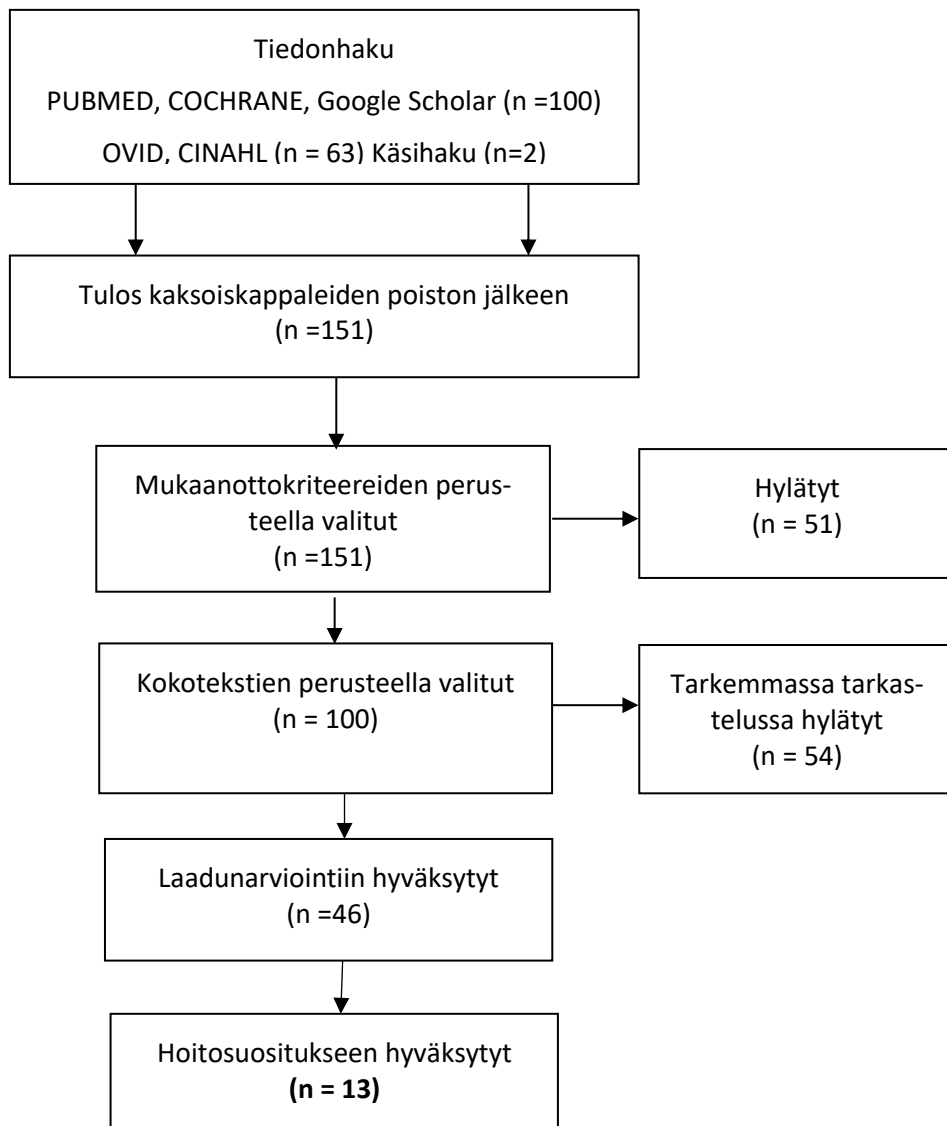 Tiedonhaku
PUBMED, COCHRANE, Google Scholar (n =100)
OVID, CINAHL (n = 63) Käsihaku (n=2)
Tulos kaksoiskappaleiden poiston jälkeen
(n =151)
Mukaanottokriteereiden perus-
teella valitut
(n =151)
Hylätyt
(n = 51)
Kokotekstien perusteella valitut
(n = 100)
Tarkemmassa tarkas-
telussa hylätyt
(n = 54)
Laadunarviointiin hyväksytyt
(n =46)
Hoitosuositukseen hyväksytyt
(n = 13)